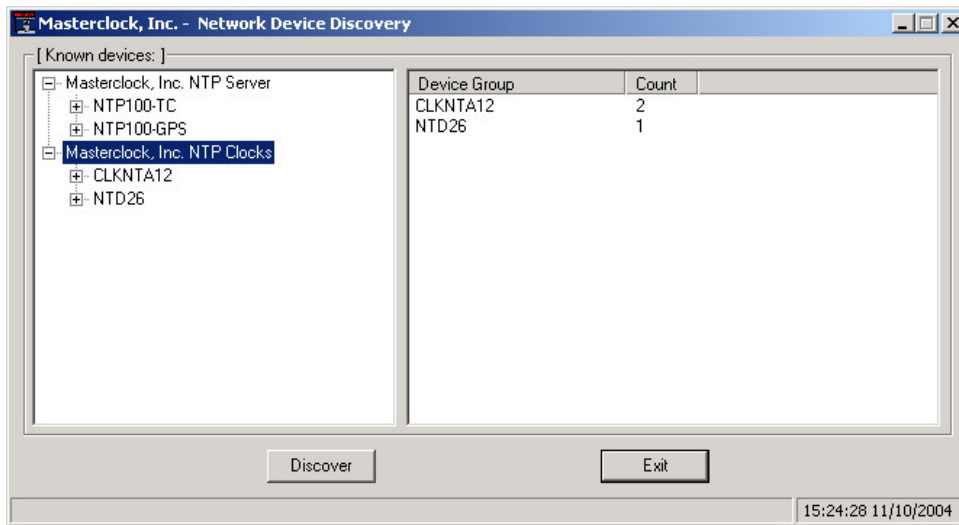 Masterclock, Inc. - Network Device Discovery
[ Known devices: ]
Masterclock, Inc. NTP Server
NTP100-TC
NTP100-GPS
Masterclock, Inc. NTP Clocks
CLKNTA12
NTD26
Device Group Count
CLKNTA12 2
NTD26 1
Discover Exit
15:24:28 11/10/2004